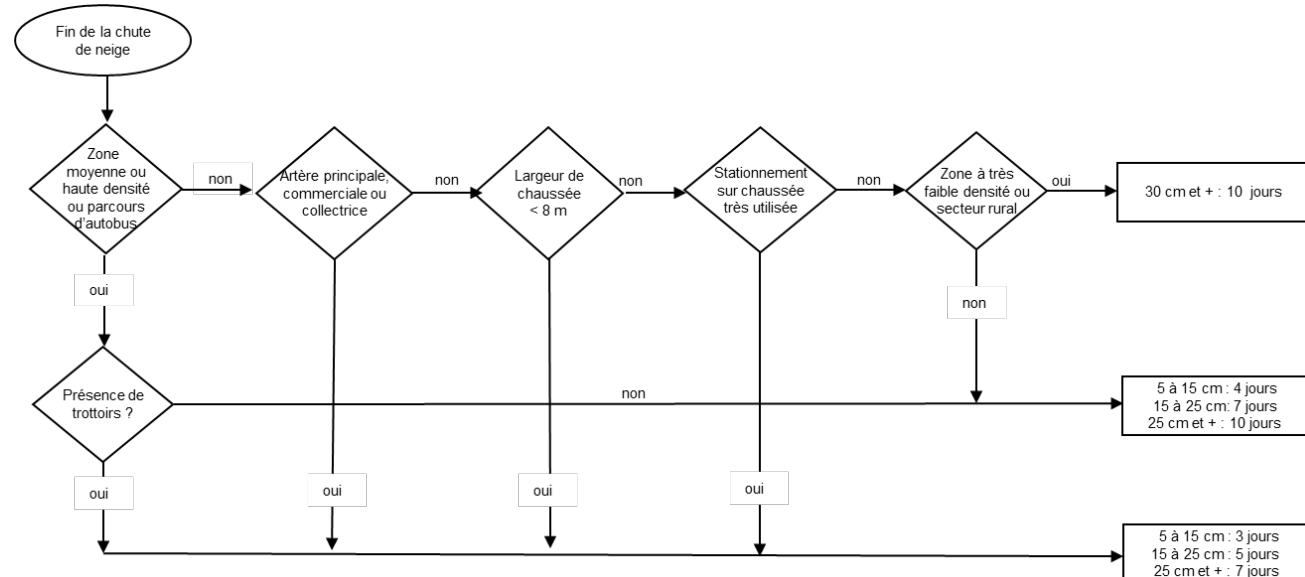 Fin de la chute
de neige
Zone
moyenne ou
haute densité
ou parcours
d'autobus
non
Artère principale,
commerciale ou
collectrice
non
Largeur de
chaussée
< 8 m
non
Stationnement
sur chaussée
très utilisée
non
Zone à très
faible densité ou
secteur rural
oui
30 cm et + : 10 jours
oui
non
Présence de
trottoirs ?
non
5 à 15 cm : 4 jours
15 à 25 cm: 7 jours
25 cm et + : 10 jours
oui
oui
oui
oui
5 à 15 cm : 3 jours
15 à 25 cm : 5 jours
25 cm et + : 7 jours